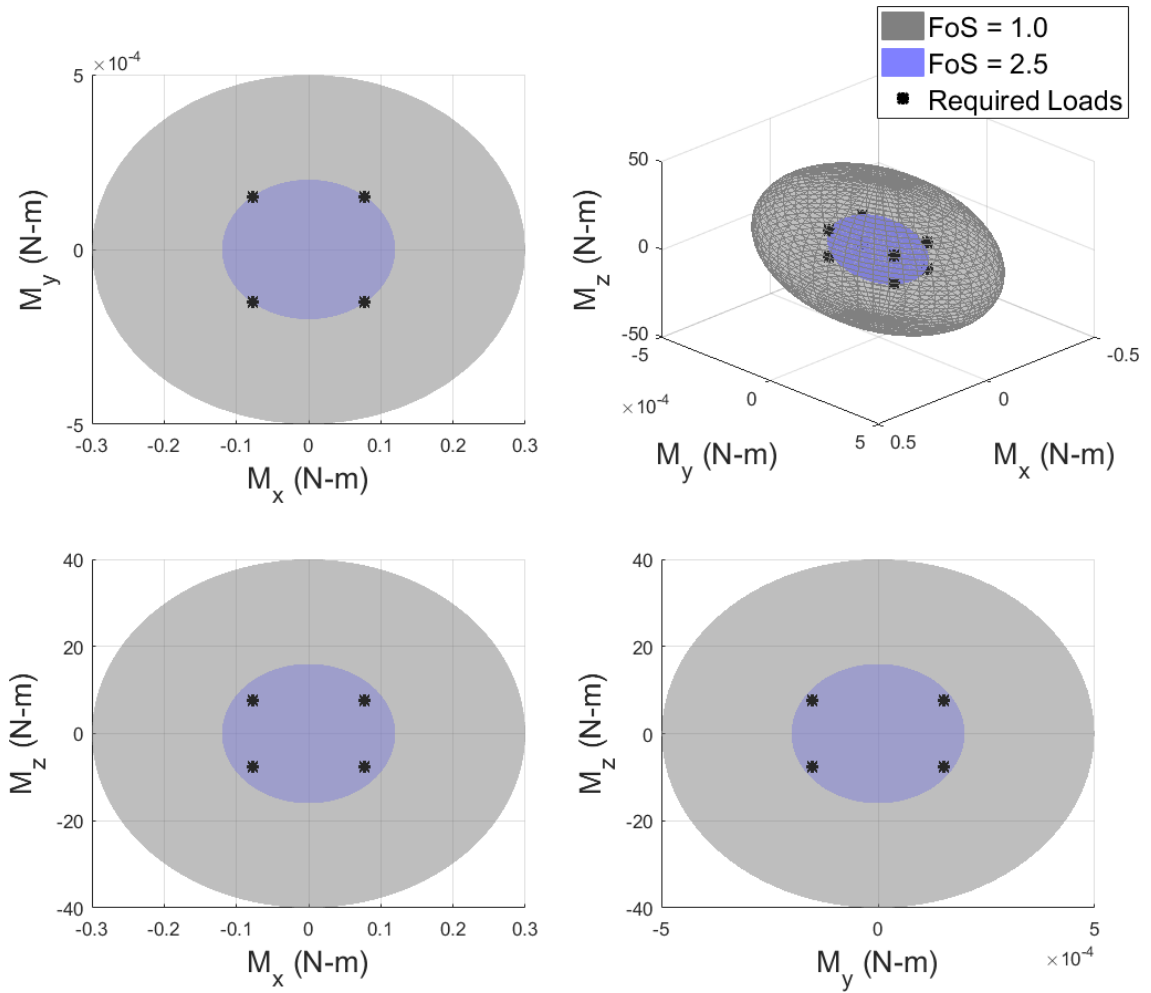 ×10⁻⁴
5
0
-5
M_y (N-m)
-0.3 -0.2 -0.1 0 0.1 0.2 0.3
M_x (N-m)
FoS = 1.0
FoS = 2.5
Required Loads
50
0
-50
M_z (N-m)
-5
0
5
×10⁻⁴
M_y (N-m)
0.5
0
-0.5
M_x (N-m)
40
20
0
-20
-40
M_z (N-m)
-0.3 -0.2 -0.1 0 0.1 0.2 0.3
M_x (N-m)
40
20
0
-20
-40
M_z (N-m)
-5 0 5
×10⁻⁴
M_y (N-m)